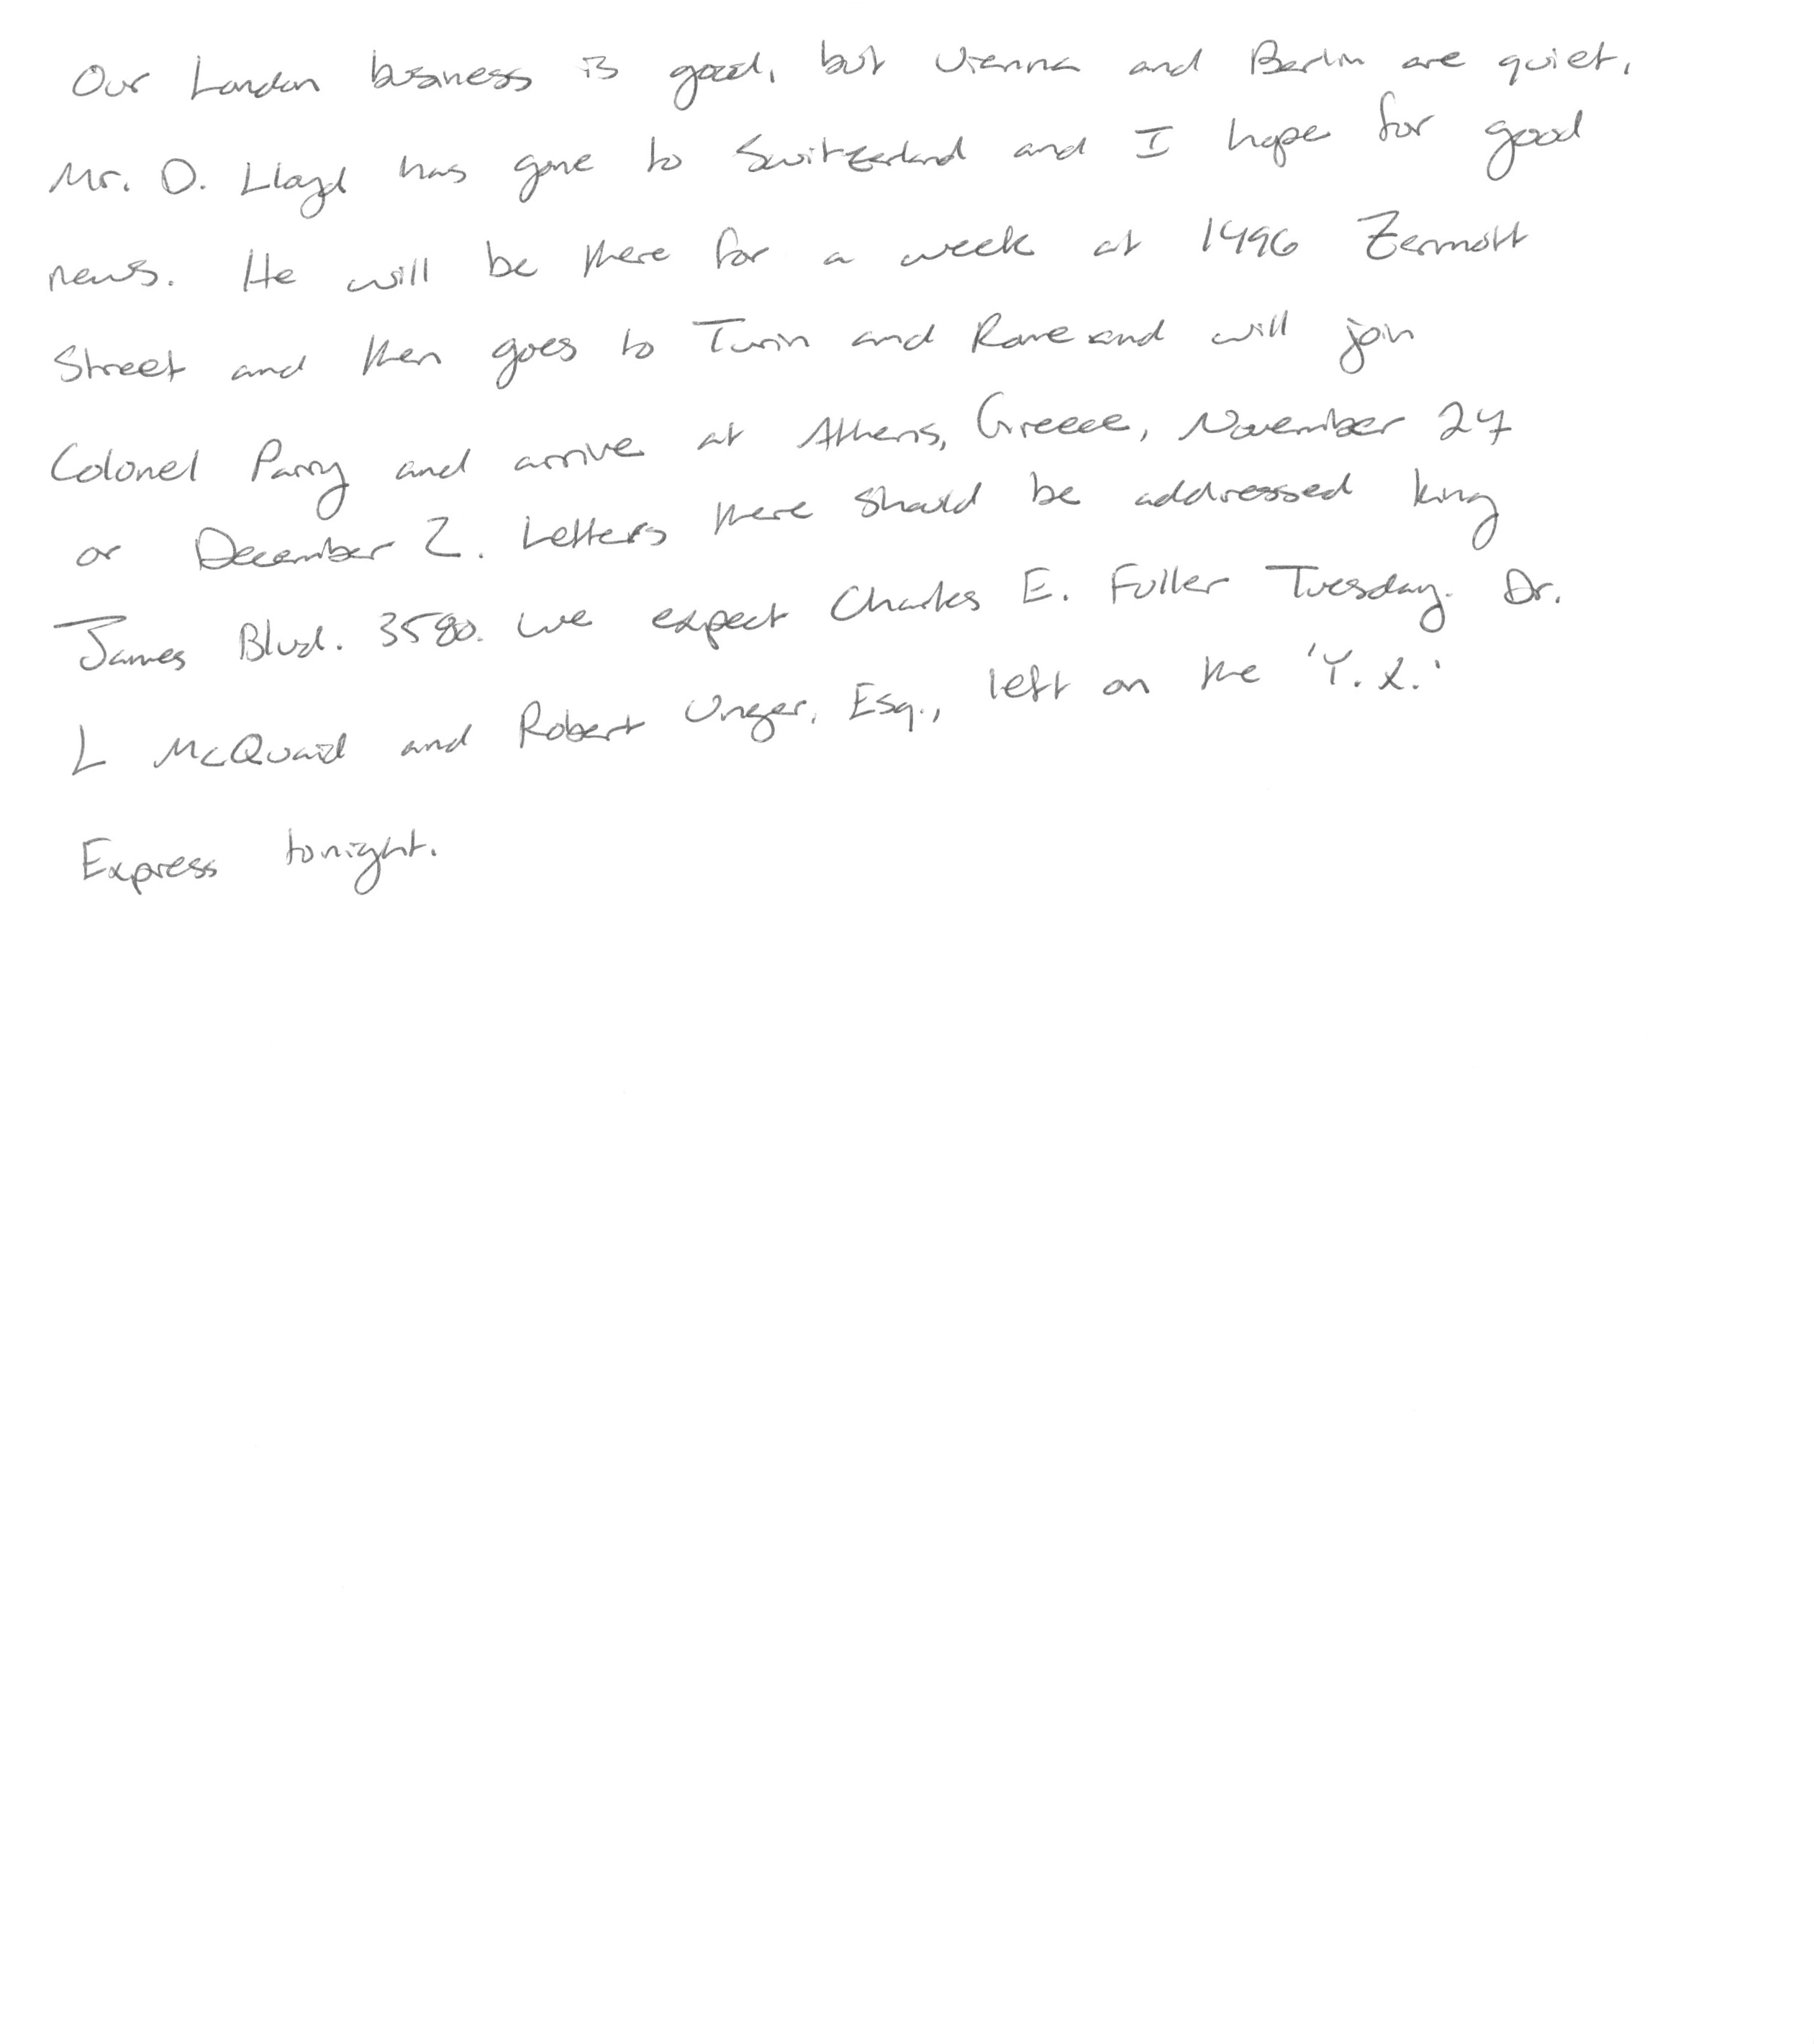 Our London business is good, but Vienna and Berlin are quiet.
Mr. D. Lloyd has gone to Switzerland and I hope for good
news. He will be there for a week at 1496 Zermott
Street and then goes to Turin and Rome and will join
Colonel Parry and arrive at Athens, Greece, November 27
or December 2. Letters there should be addressed king
James Blvd. 3580. We expect Charles E. Fuller Tuesday. Dr.
L McQuaid and Robert Unger, Esq., left on the 'Y.X.'
Express tonight.